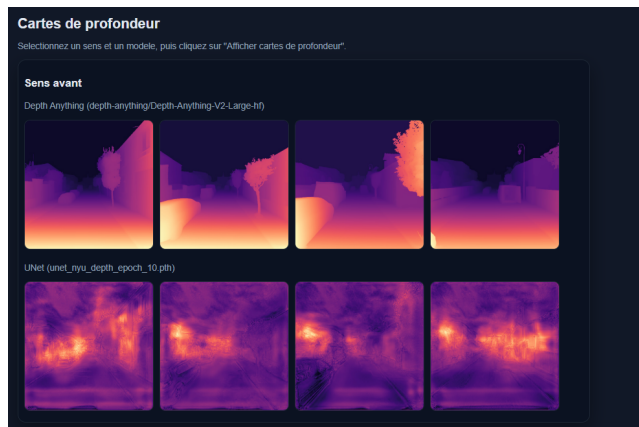 Cartes de profondeur
Selectionnez un sens et un modele, puis cliquez sur "Afficher cartes de profondeur".
Sens avant
Depth Anything (depth-anything/Depth-Anything-V2-Large-hf)
UNet (unet_nyu_depth_epoch_10.pth)